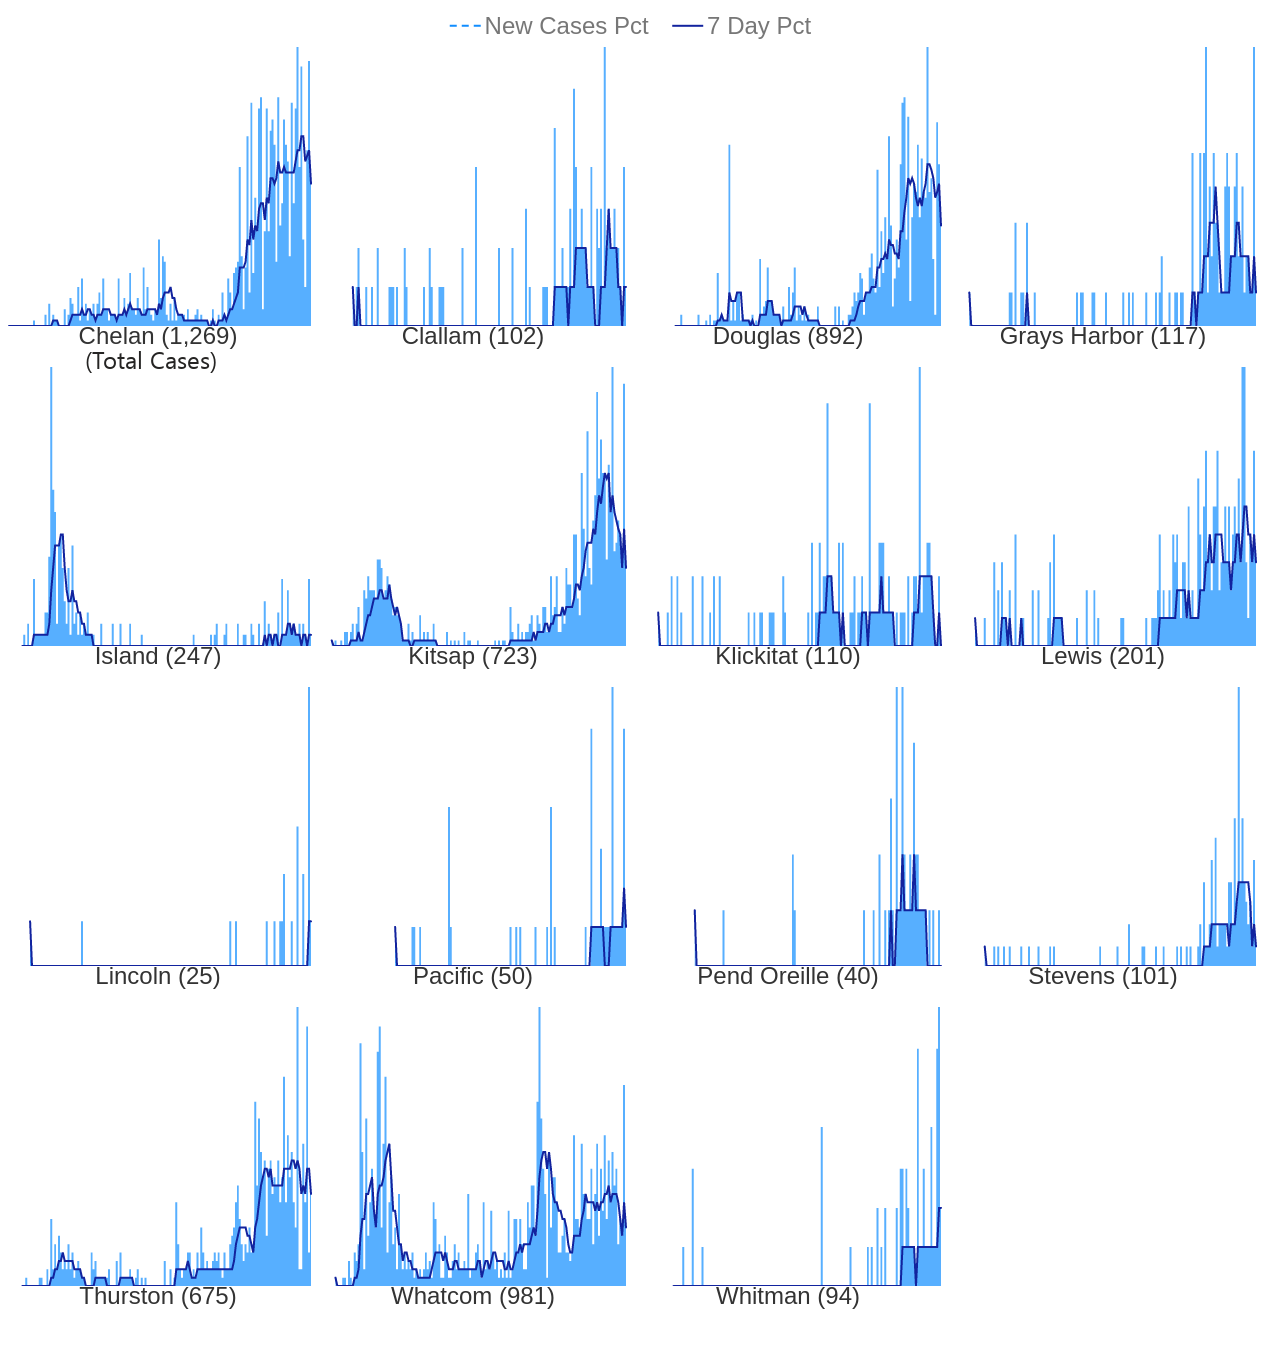 New Cases Pct 7 Day Pct
Chelan (1,269) Clallam (102) Douglas (892) Grays Harbor (117)
(Total Cases)
Island (247) Kitsap (723) Klickitat (110) Lewis (201)
Lincoln (25) Pacific (50) Pend Oreille (40) Stevens (101)
Thurston (675) Whatcom (981) Whitman (94)